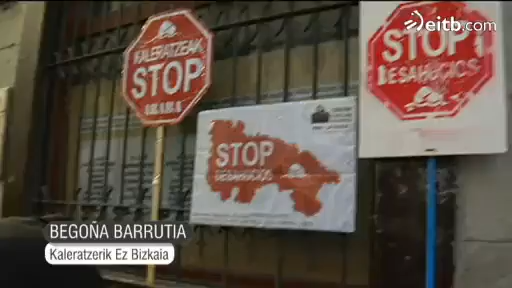 eitb.com
KALERATZEAK
STOP
STOP
DESAHUCIOS
STOP
DESAHUCIOS
BEGOÑA BARRUTIA
Kaleratzerik Ez Bizkaia